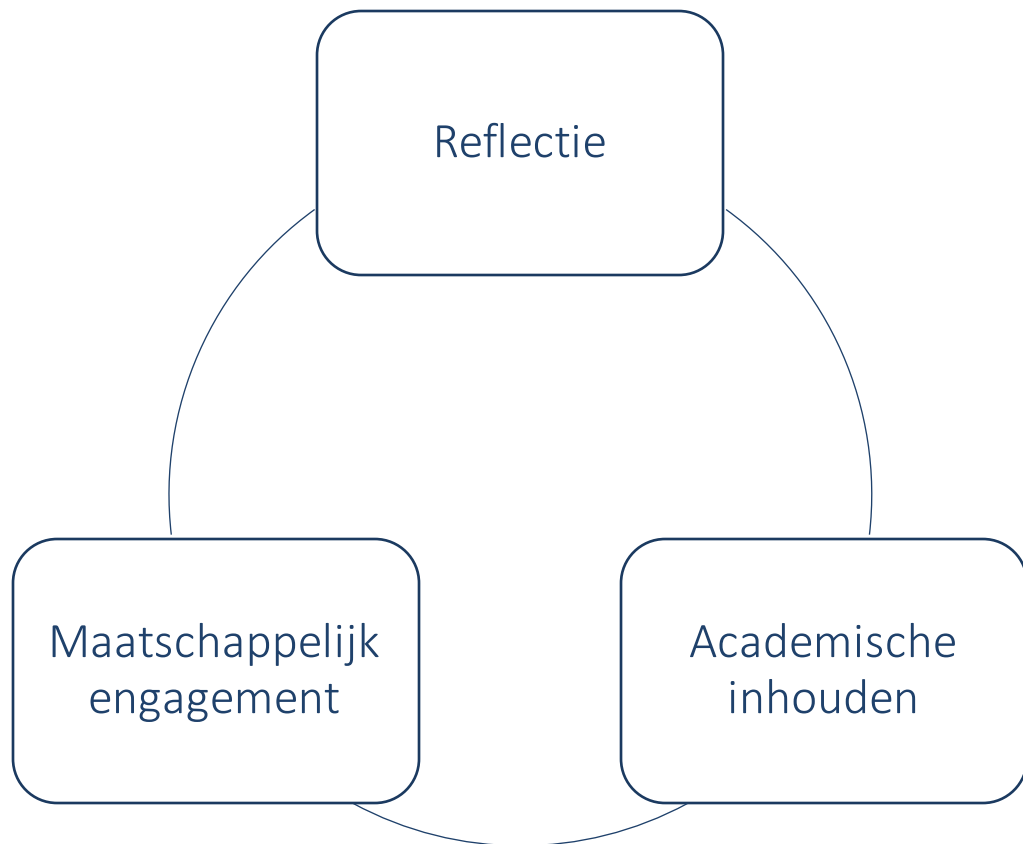 Reflectie
Maatschappelijk
engagement
Academische
inhouden